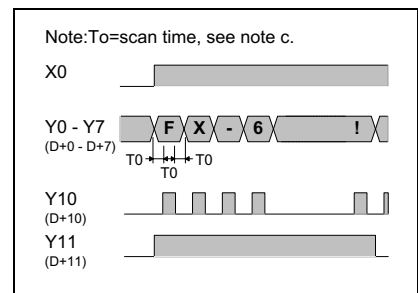 Note:To=scan time, see note c.
X0
Y0 - Y7
F X - 6 !
(D+0 - D+7)
T0 T0
T0
Y10
(D+10)
Y11
(D+11)